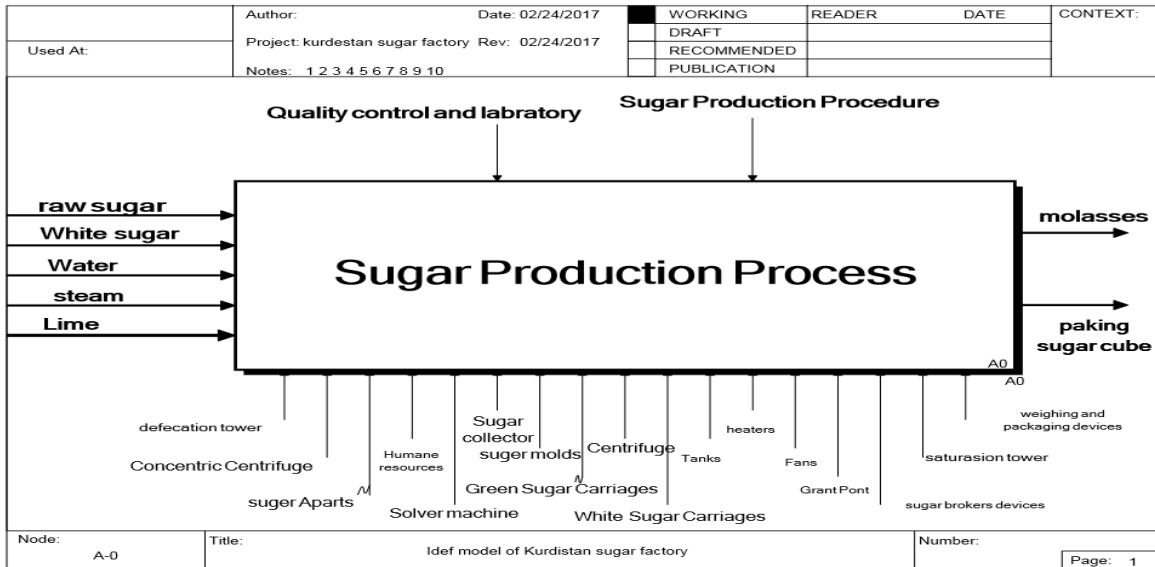 Used At:
Author:
Date: 02/24/2017
Project: kurdestan sugar factory
Rev: 02/24/2017
Notes: 1 2 3 4 5 6 7 8 9 10
WORKING
DRAFT
RECOMMENDED
PUBLICATION
READER
DATE
CONTEXT:
Quality control and labratory
Sugar Production Procedure
raw sugar
White sugar
Water
steam
Lime
Sugar Production Process
A0
A0
molasses
paking
sugar cube
defecation tower
Concentric Centrifuge
suger Aparts
Humane
resources
Solver machine
Sugar
collector
suger molds
Green Sugar Carriages
Centrifuge
White Sugar Carriages
Tanks
heaters
Fans
Grant Pont
sugar brokers devices
saturasion tower
weighing and
packaging devices
Node:
A-0
Title:
Idef model of Kurdistan sugar factory
Number:
Page: 1